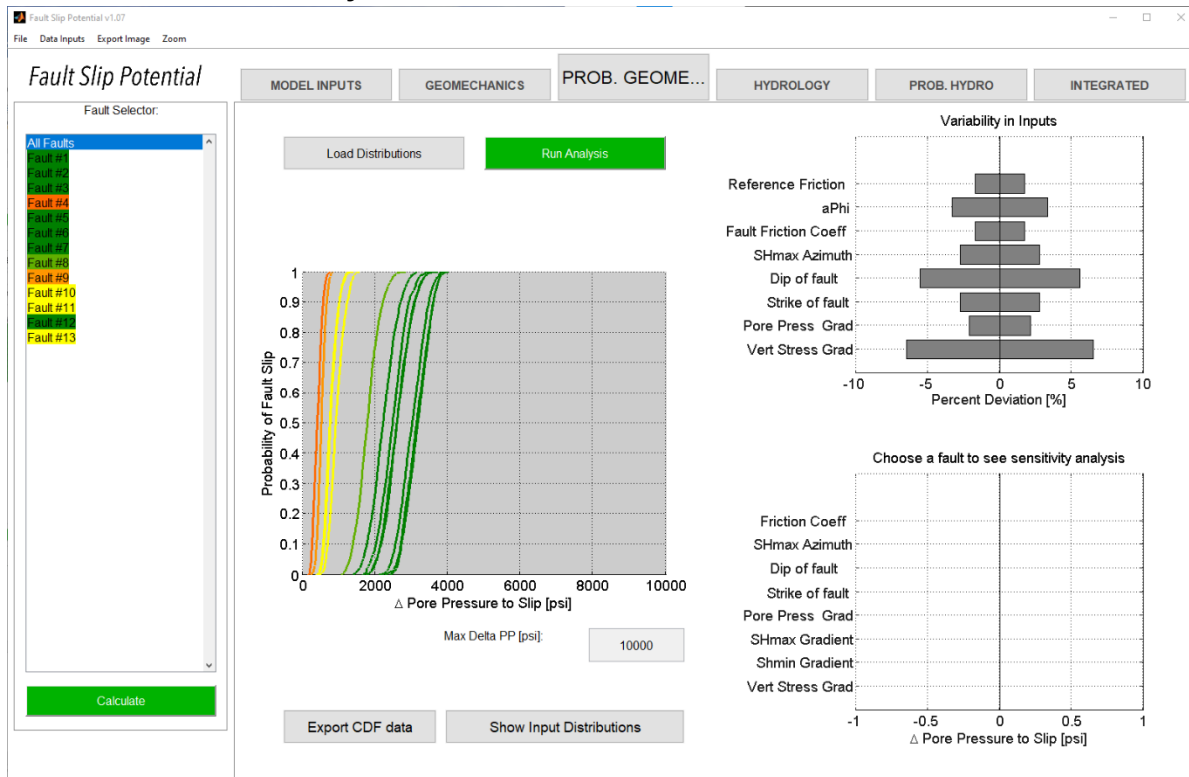 Fault Slip Potential v1.07
File Data Inputs Export Image Zoom
Fault Slip Potential
MODEL INPUTS
GEOMECHANICS
PROB. GEOME...
HYDROLOGY
PROB. HYDRO
INTEGRATED
Fault Selector:
All Faults
Fault #1
Fault #2
Fault #3
Fault #4
Fault #5
Fault #6
Fault #7
Fault #8
Fault #9
Fault #10
Fault #11
Fault #12
Fault #13
Calculate
Load Distributions
Run Analysis
Probability of Fault Slip
1
0.9
0.8
0.7
0.6
0.5
0.4
0.3
0.2
0.1
0
0 2000 4000 6000 8000 10000
Δ Pore Pressure to Slip [psi]
Max Delta PP [psi]:
10000
Export CDF data
Show Input Distributions
Variability in Inputs
Reference Friction
aPhi
Fault Friction Coeff
SHmax Azimuth
Dip of fault
Strike of fault
Pore Press Grad
Vert Stress Grad
-10 -5 0 5 10
Percent Deviation [%]
Choose a fault to see sensitivity analysis
Friction Coeff
SHmax Azimuth
Dip of fault
Strike of fault
Pore Press Grad
SHmax Gradient
Shmin Gradient
Vert Stress Grad
-1 -0.5 0 0.5 1
Δ Pore Pressure to Slip [psi]